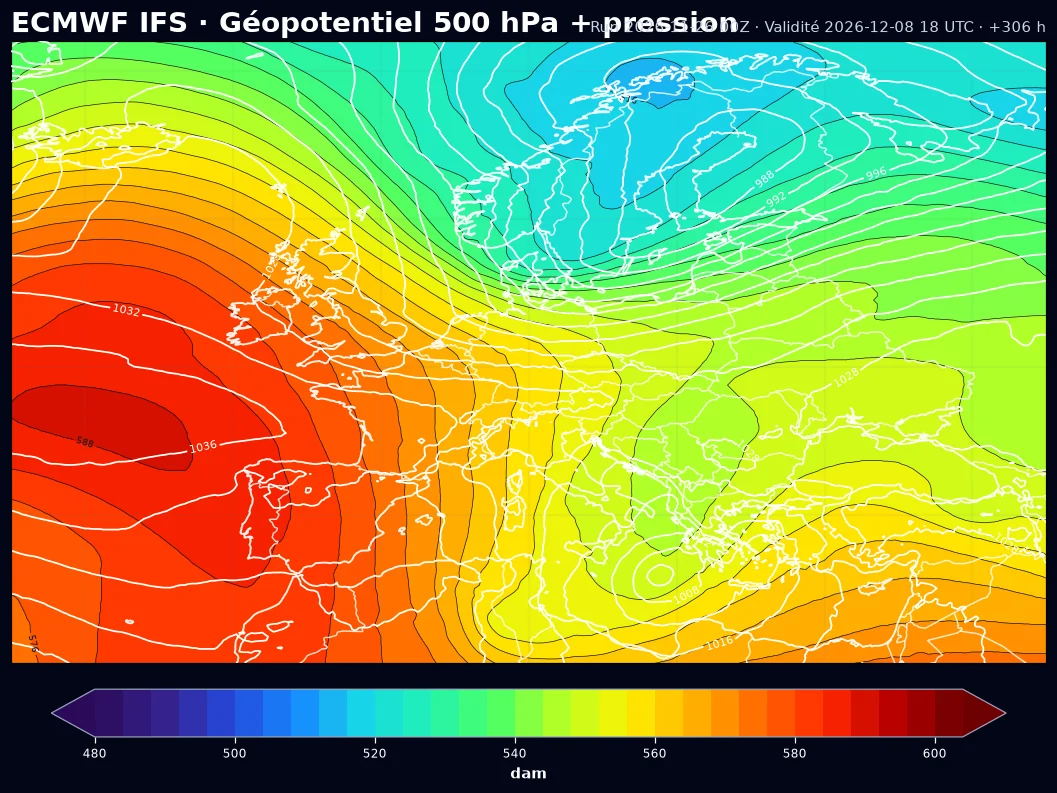 ECMWF IFS · Géopotentiel 500 hPa + pression
Validité 2026-12-08 18 UTC · +306 h
988
996
992
1032
1028
1036
588
1008
1016
576
480 500 520 540 560 580 600
dam